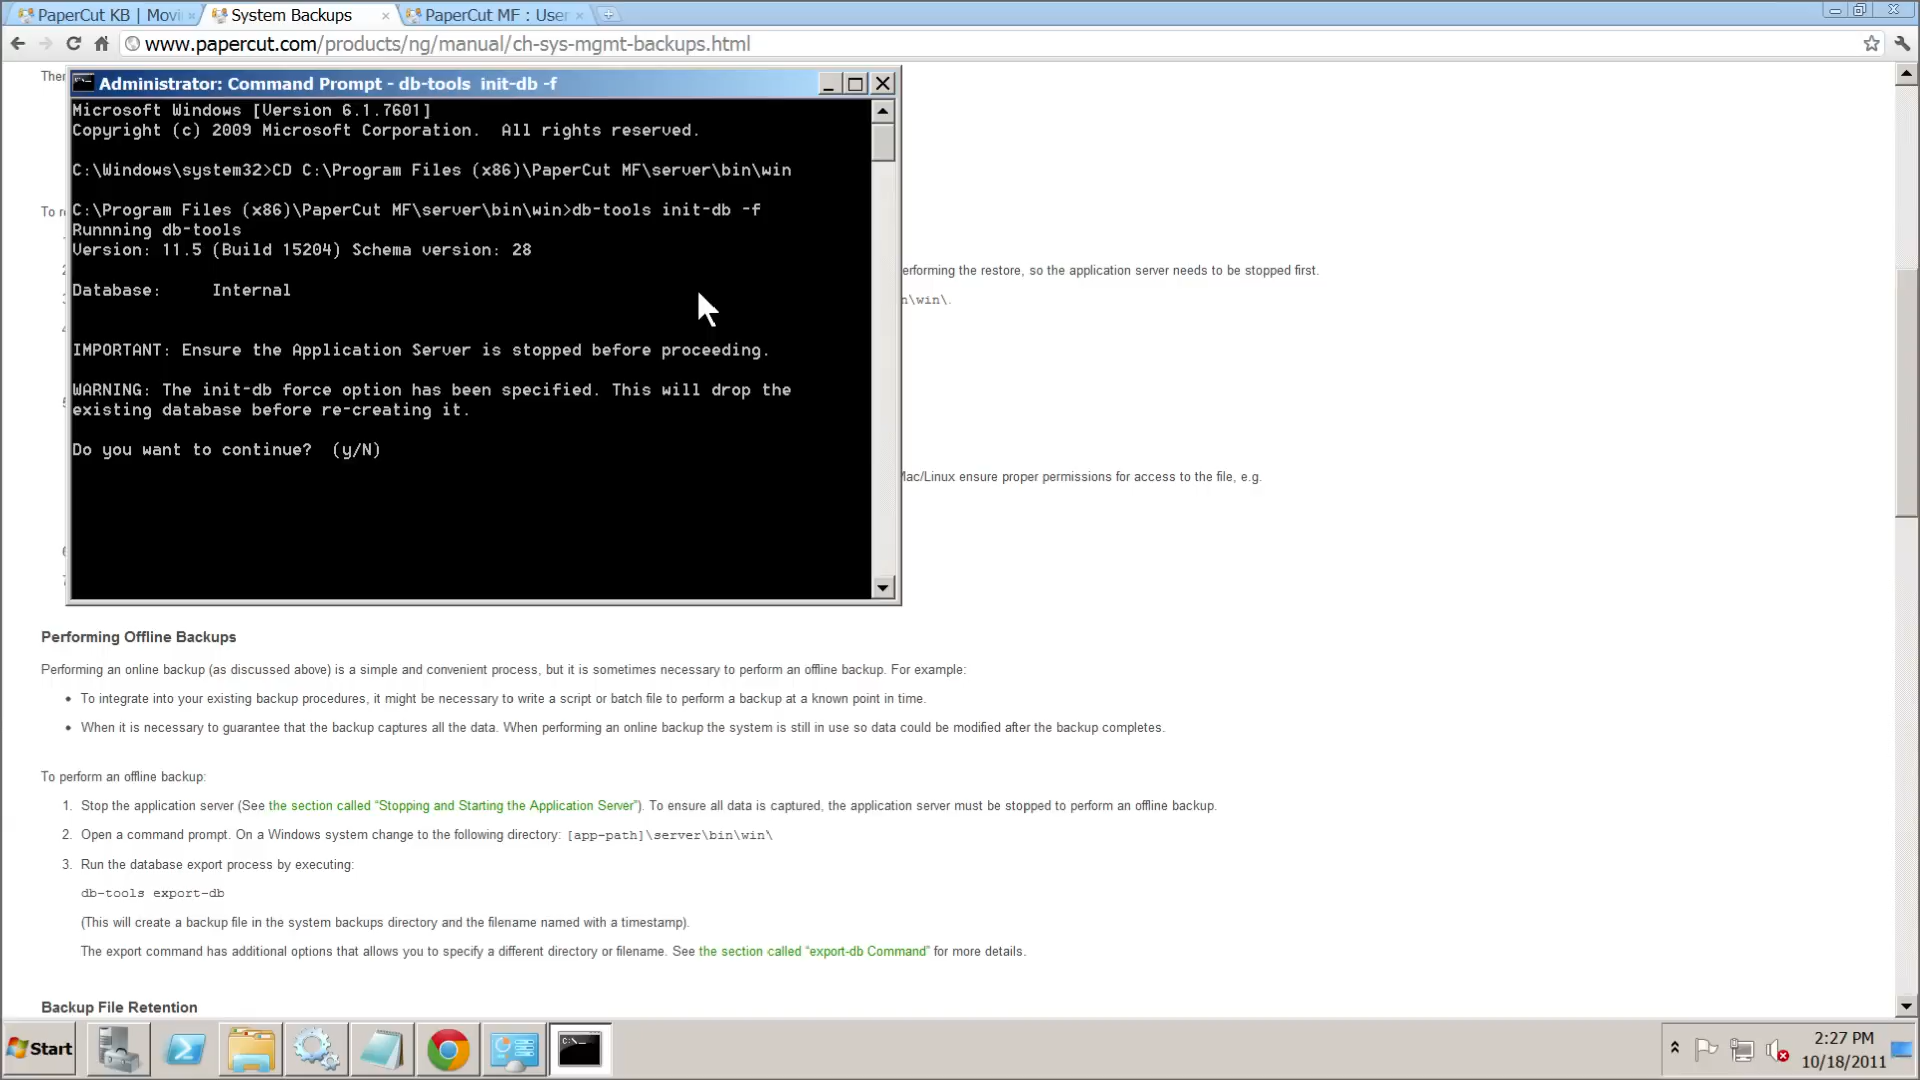 PaperCut KB | Movi
System Backups
PaperCut MF : User
www.papercut.com/products/ng/manual/ch-sys-mgmt-backups.html
Ther
Administrator: Command Prompt - db-tools  init-db -f
Microsoft Windows [Version 6.1.7601]
Copyright (c) 2009 Microsoft Corporation.  All rights reserved.
C:\Windows\system32>CD C:\Program Files (x86)\PaperCut MF\server\bin\win
To r
C:\Program Files (x86)\PaperCut MF\server\bin\win>db-tools init-db -f
Runnning db-tools
Version: 11.5 (Build 15204) Schema version: 28
2
erforming the restore, so the application server needs to be stopped first.
Database:     Internal
n\win\.
IMPORTANT: Ensure the Application Server is stopped before proceeding.
WARNING: The init-db force option has been specified. This will drop the
existing database before re-creating it.
Do you want to continue?  (y/N)
Mac/Linux ensure proper permissions for access to the file, e.g.
6
7
Performing Offline Backups
Performing an online backup (as discussed above) is a simple and convenient process, but it is sometimes necessary to perform an offline backup. For example:
• To integrate into your existing backup procedures, it might be necessary to write a script or batch file to perform a backup at a known point in time.
• When it is necessary to guarantee that the backup captures all the data. When performing an online backup the system is still in use so data could be modified after the backup completes.
To perform an offline backup:
1. Stop the application server (See the section called “Stopping and Starting the Application Server”). To ensure all data is captured, the application server must be stopped to perform an offline backup.
2. Open a command prompt. On a Windows system change to the following directory: [app-path]\server\bin\win\
3. Run the database export process by executing:
db-tools export-db
(This will create a backup file in the system backups directory and the filename named with a timestamp).
The export command has additional options that allows you to specify a different directory or filename. See the section called “export-db Command” for more details.
Backup File Retention
Start
C:\_
2:27 PM
10/18/2011